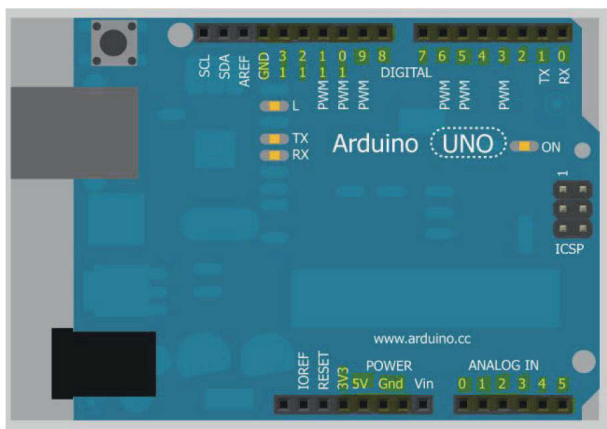 SCL SDA AREF GND 13 12 11 10 9 8
7 6 5 4 3 2 1 0
DIGITAL
PWM PWM PWM PWM PWM PWM TX RX
L
TX
RX
Arduino UNO
ON
1
ICSP
www.arduino.cc
POWER
ANALOG IN
IOREF RESET 3V3 5V Gnd Vin
0 1 2 3 4 5